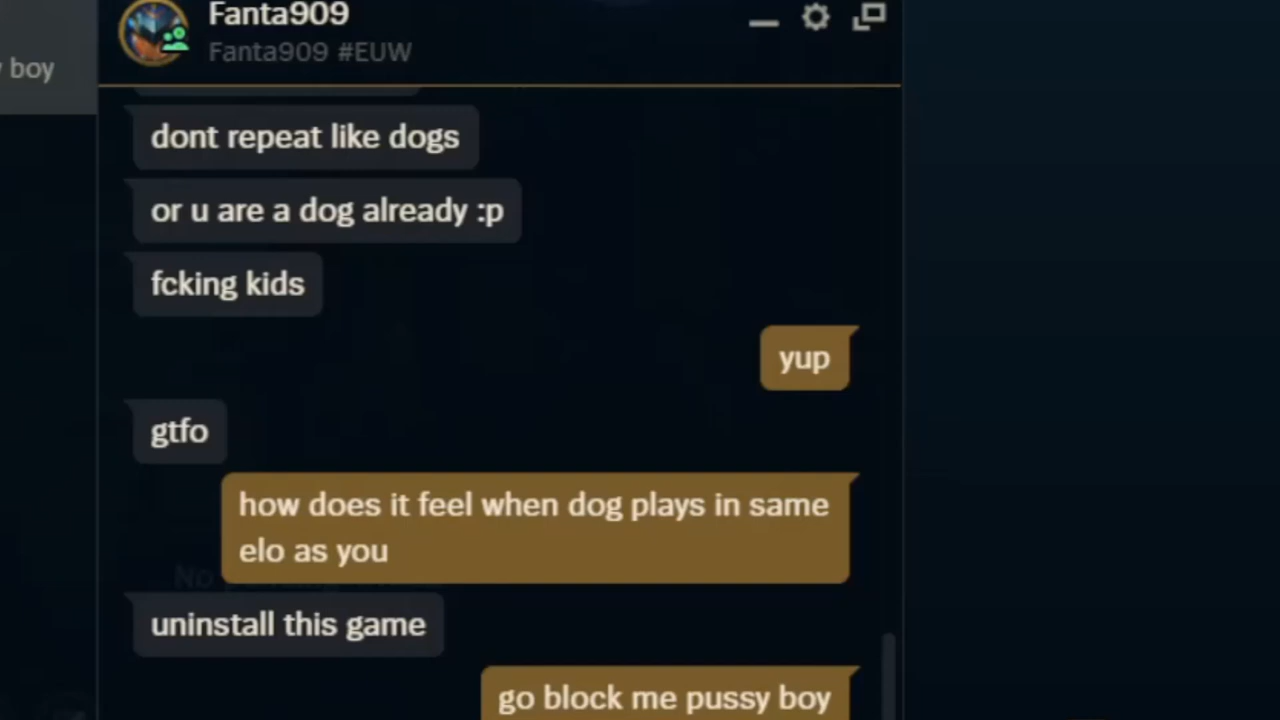 Fanta909
Fanta909 #EUW
boy
dont repeat like dogs
or u are a dog already :p
fcking kids
yup
gtfo
how does it feel when dog plays in same
elo as you
No
uninstall this game
go block me pussy boy